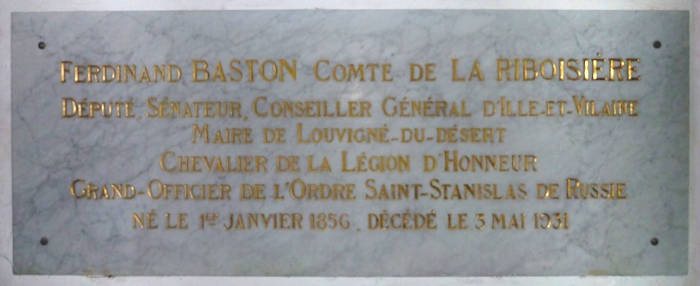 FERDINAND BASTON COMTE DE LA RIBOISIÈRE
DÉPUTÉ, SÉNATEUR, CONSEILLER GÉNÉRAL D'ILLE-ET-VILAINE
MAIRE DE LOUVIGNÉ-DU-DÉSERT
CHEVALIER DE LA LÉGION D'HONNEUR
GRAND-OFFICIER DE L'ORDRE SAINT-STANISLAS DE RUSSIE
NÉ LE 1er JANVIER 1856, DÉCÉDÉ LE 3 MAI 1931